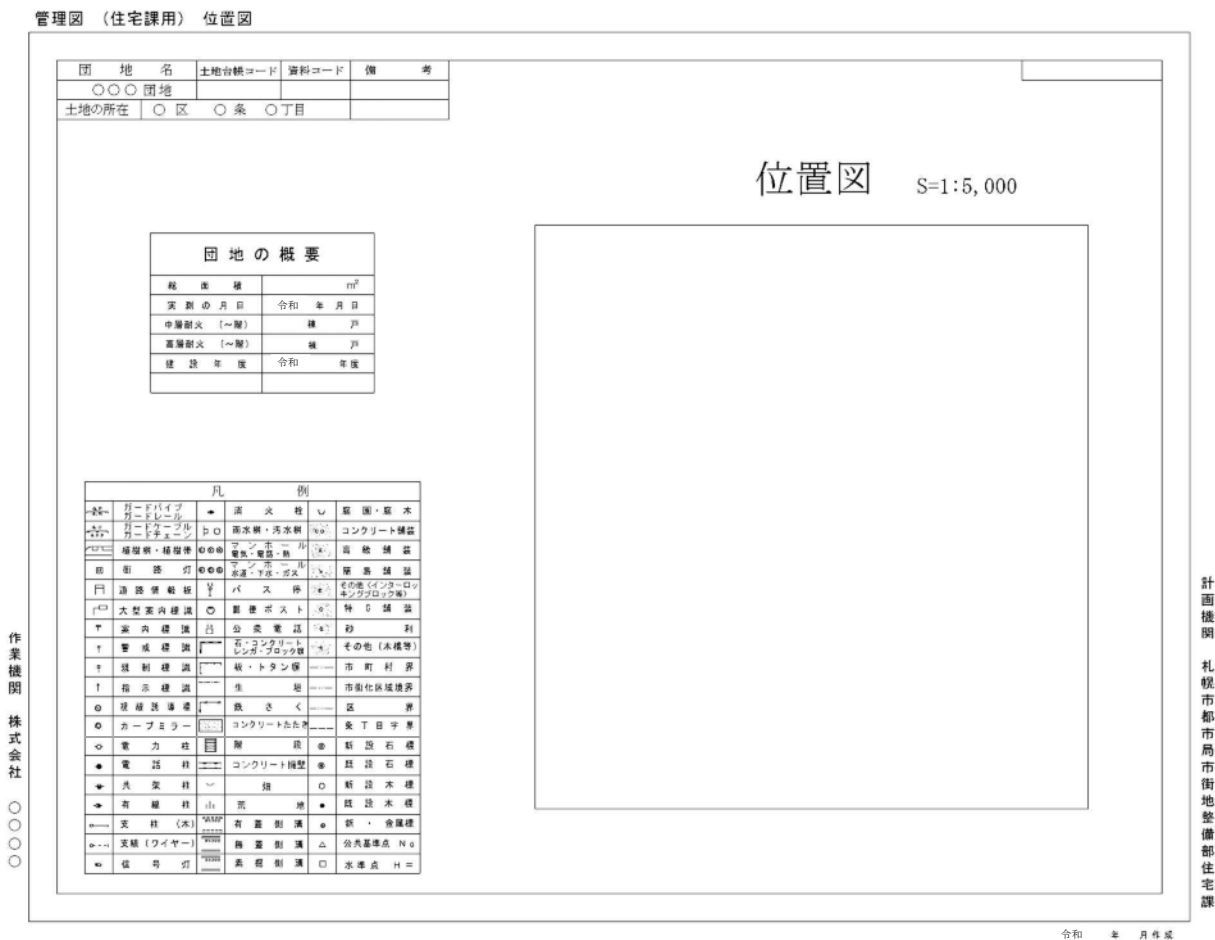 管理図 （住宅課用） 位置図
団地名 土地台帳コード 資料コード 備考
○○○団地
土地の所在 ○区 ○条 ○丁目
位置図 S=1:5,000
団地の概要
総面積 m²
実測の月日 令和 年月日
中層耐火 (～階) 棟 戸
高層耐火 (～階) 棟 戸
建設年度 令和 年度
凡例
ガードパイプ ガードレール 消火栓 庭園・庭木
ガードケーブル ガードチェーン 雨水桝・汚水桝 コンクリート舗装
植樹桝・植樹帯 マンホール 電気・電話・熱 高級舗装
街路灯 マンホール 水道・下水・ガス 簡易舗装
道路情報板 バス停 その他(インターロッキングブロック等)
大型案内標識 郵便ポスト
案内標識 公衆電話 砂利
警戒標識 石・コンクリート レンガ・ブロック塀 その他(木橋等)
規制標識 板・トタン塀 市町村界
指示標識 生垣 市街化区域境界
視線誘導標 鉄さく 区界
カーブミラー コンクリートたたき 条丁目字界
電力柱 階段 新設石標
電話柱 コンクリート擁壁 既設石標
共架柱 畑 新設木標
有線柱 荒地 既設木標
支柱(木) 有蓋側溝 新・金属標
支線(ワイヤー) 無蓋側溝 公共基準点 No
信号灯 素掘側溝 水準点 H=
作業機関 株式会社 ○○○○
計画機関 札幌市都市局市街地整備部住宅課
令和 年 月作成